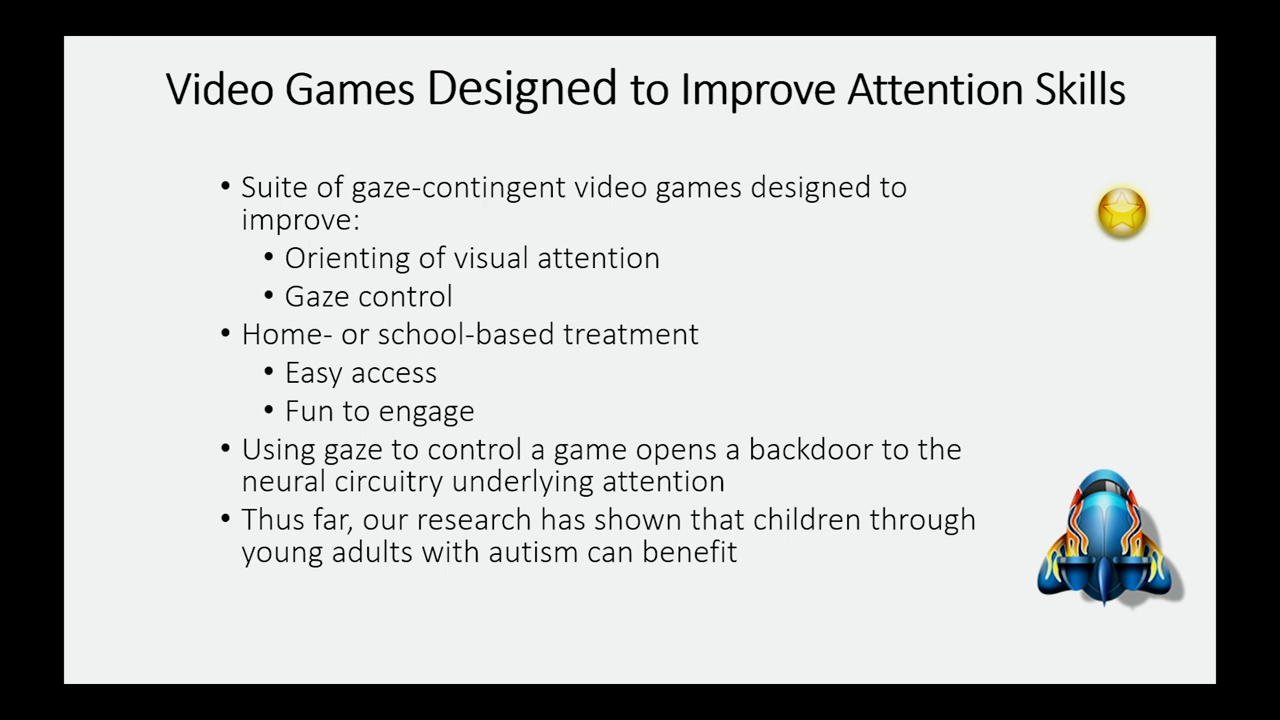 Video Games Designed to Improve Attention Skills
• Suite of gaze-contingent video games designed to
improve:
• Orienting of visual attention
• Gaze control
• Home- or school-based treatment
• Easy access
• Fun to engage
• Using gaze to control a game opens a backdoor to the
neural circuitry underlying attention
• Thus far, our research has shown that children through
young adults with autism can benefit